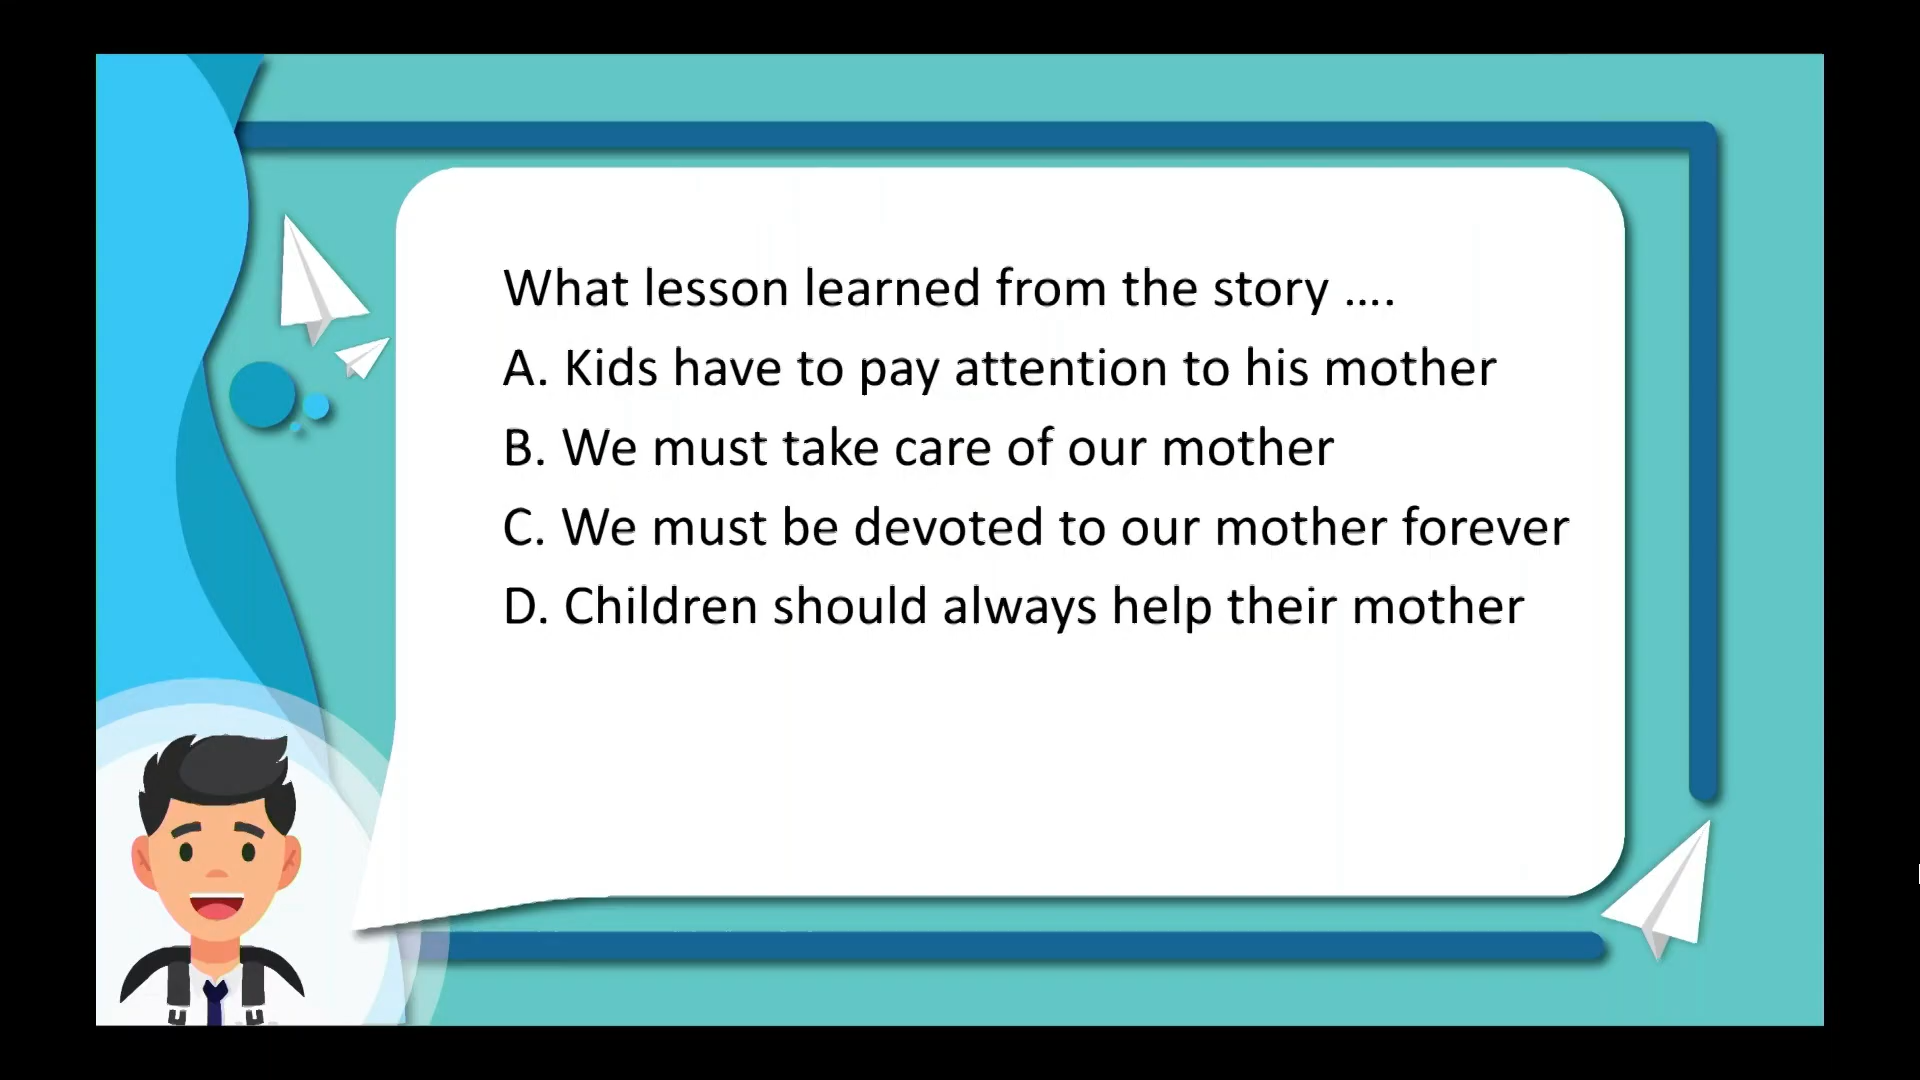 What lesson learned from the story ....
A. Kids have to pay attention to his mother
B. We must take care of our mother
C. We must be devoted to our mother forever
D. Children should always help their mother